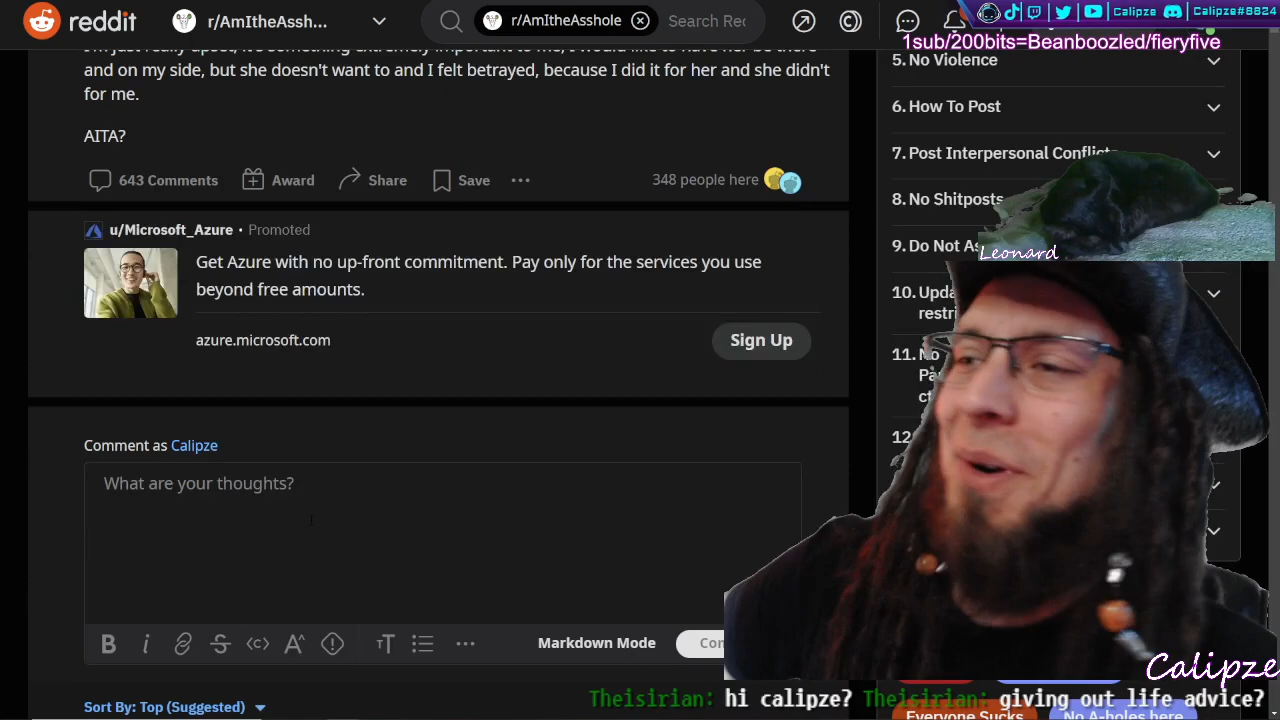 reddit
r/AmItheAssh...
r/AmItheAsshole
Search Rec
Calipze
Calipze#8824
1sub/200bits=Beanboozled/fieryfive
and on my side, but she doesn't want to and I felt betrayed, because I did it for her and she didn't
for me.
AITA?
643 Comments
Award
Share
Save
348 people here
u/Microsoft_Azure • Promoted
Get Azure with no up-front commitment. Pay only for the services you use
beyond free amounts.
azure.microsoft.com
Sign Up
Comment as Calipze
What are your thoughts?
Markdown Mode
Con
Sort By: Top (Suggested)
5. No Violence
6. How To Post
7. Post Interpersonal Conflicts
8. No Shitposts
9. Do Not As
10. Upda
restri
11. No
Pa
12.
Leonard
Calipze
Theisirian: hi calipze? Theisirian: giving out life advice?
Everyone Sucks
No A-holes here